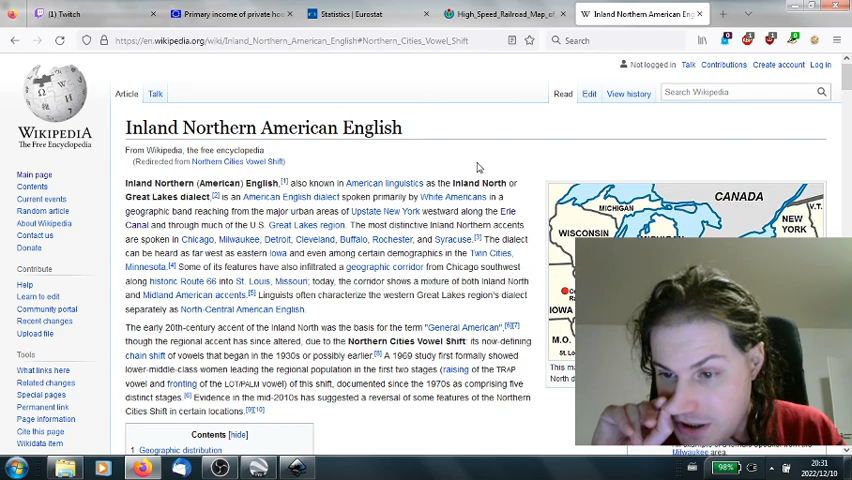 (1) Twitch
Primary income of private hou
Statistics | Eurostat
High_Speed_Railroad_Map_of
Inland Northern American Eng
https://en.wikipedia.org/wiki/Inland_Northern_American_English#Northern_Cities_Vowel_Shift
Search
Not logged in Talk Contributions Create account Log in
Article Talk
Read Edit View history
Search Wikipedia
WIKIPEDIA
The Free Encyclopedia
Main page
Contents
Current events
Random article
About Wikipedia
Contact us
Donate
Contribute
Help
Learn to edit
Community portal
Recent changes
Upload file
Tools
What links here
Related changes
Special pages
Permanent link
Page information
Cite this page
Wikidata item
Inland Northern American English
From Wikipedia, the free encyclopedia
(Redirected from Northern Cities Vowel Shift)
Inland Northern (American) English,[1] also known in American linguistics as the Inland North or
Great Lakes dialect,[2] is an American English dialect spoken primarily by White Americans in a
geographic band reaching from the major urban areas of Upstate New York westward along the Erie
Canal and through much of the U.S. Great Lakes region. The most distinctive Inland Northern accents
are spoken in Chicago, Milwaukee, Detroit, Cleveland, Buffalo, Rochester, and Syracuse.[3] The dialect
can be heard as far west as eastern Iowa and even among certain demographics in the Twin Cities,
Minnesota.[4] Some of its features have also infiltrated a geographic corridor from Chicago southwest
along historic Route 66 into St. Louis, Missouri; today, the corridor shows a mixture of both Inland North
and Midland American accents.[5] Linguists often characterize the western Great Lakes region's dialect
separately as North-Central American English.
The early 20th-century accent of the Inland North was the basis for the term "General American",[6][7]
though the regional accent has since altered, due to the Northern Cities Vowel Shift: its now-defining
chain shift of vowels that began in the 1930s or possibly earlier.[8] A 1969 study first formally showed
lower-middle-class women leading the regional population in the first two stages (raising of the TRAP
vowel and fronting of the LOT/PALM vowel) of this shift, documented since the 1970s as comprising five
distinct stages.[6] Evidence in the mid-2010s has suggested a reversal of some features of the Northern
Cities Shift in certain locations.[9][10]
Contents [hide]
1 Geographic distribution
CANADA
MICHIGAN
V.T.
NEW
YORK
WISCONSIN
IOWA
M.O.
St. Lo
This ma
North d
Milwaukee area.
98%
20:31
2022/12/10